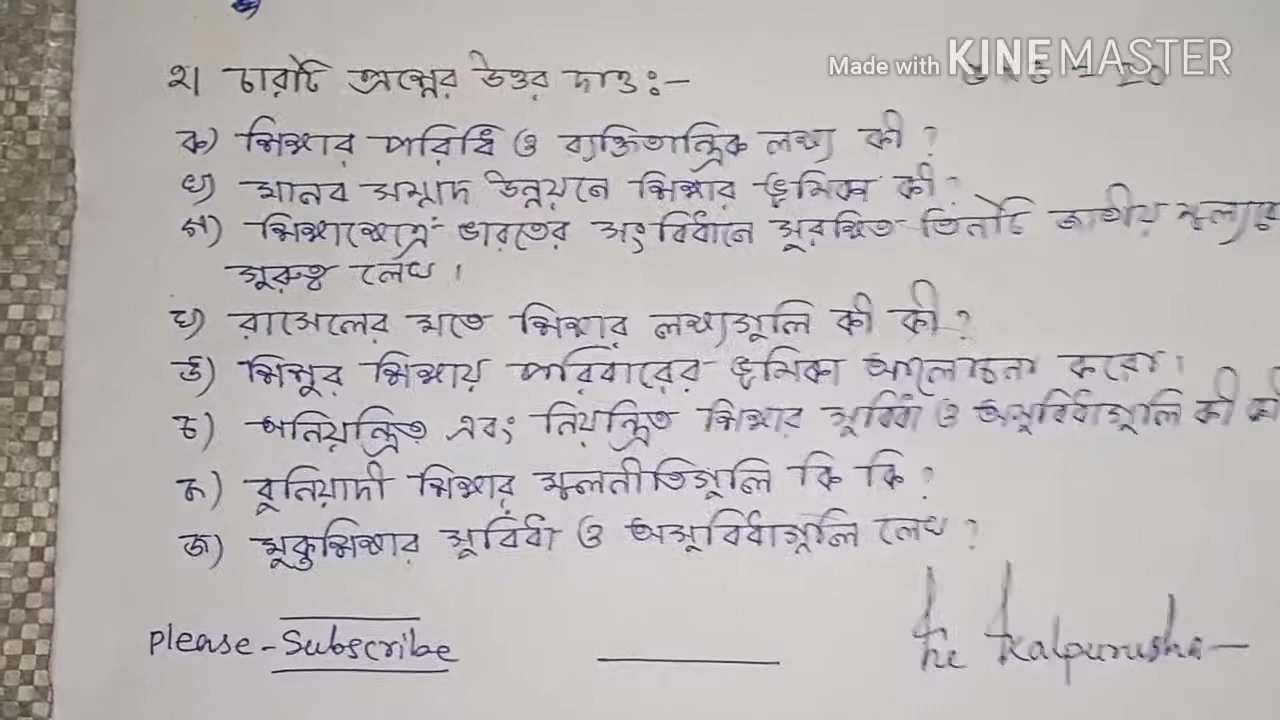 Made with KINEMASTER
২। চারটি প্রশ্নের উত্তর দাও ঃ-
ক) শিক্ষার পরিধি ও ব্যক্তিতান্ত্রিক লক্ষ্য কী ?
খ) মানব সম্পদ উন্নয়নে শিক্ষার ভূমিকা কী ?
গ) শিক্ষাক্ষেত্রে ভারতের সংবিধানে সুরক্ষিত তিনটি জাতীয়
গুরুত্ব লেখ ।
ঘ) রাসেলের মতে শিক্ষার লক্ষ্যগুলি কী কী ?
ঙ) শিশুর শিক্ষায় পরিবারের ভূমিকা আলোচনা করো ।
চ) অনিয়ন্ত্রিত এবং নিয়ন্ত্রিত শিক্ষার সুবিধা ও অসুবিধাগুলি কী কী
ছ) বুনিয়াদী শিক্ষার মূলনীতিগুলি কি কি ?
জ) মুক্তশিক্ষার সুবিধা ও অসুবিধাগুলি লেখ ?
please - Subscribe
Kalpurusha